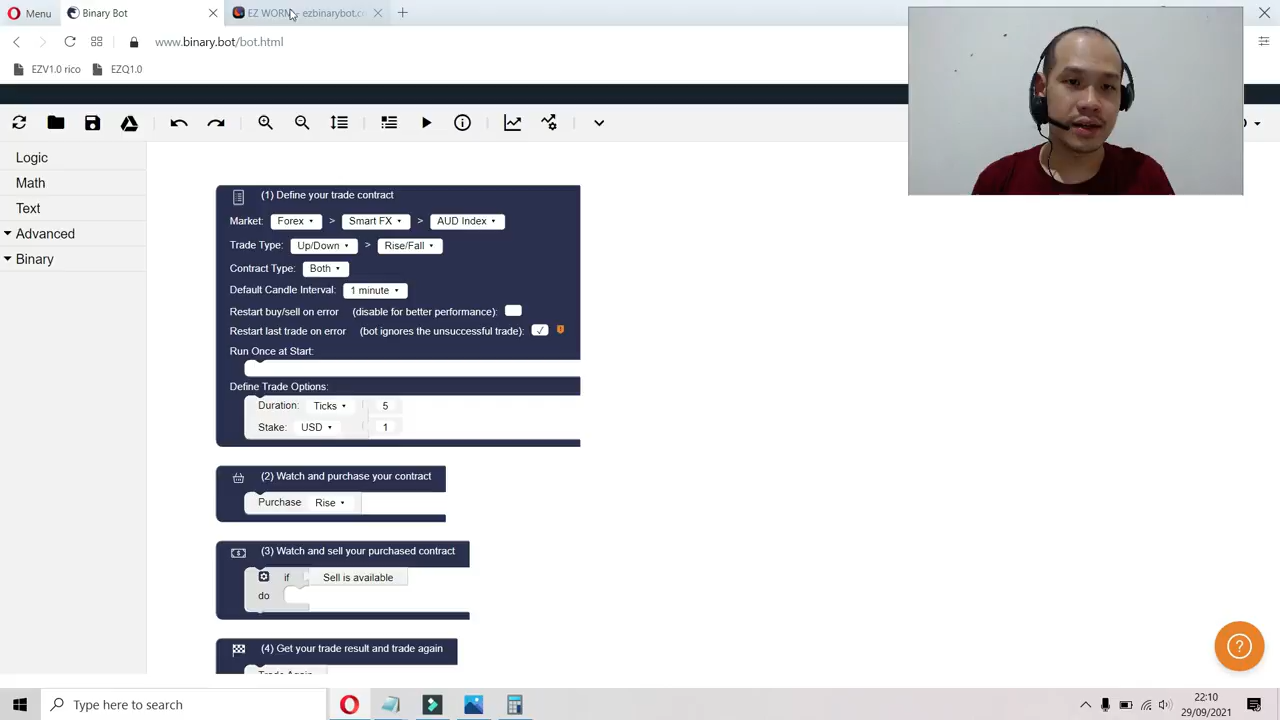 Menu
Binary Bot
EZ WORM - ezbinarybot.c
www.binary.bot/bot.html
EZV1.0 rico
EZQ1.0
Logic
Math
Text
Advanced
Binary
(1) Define your trade contract
Market: Forex > Smart FX > AUD Index
Trade Type: Up/Down > Rise/Fall
Contract Type: Both
Default Candle Interval: 1 minute
Restart buy/sell on error (disable for better performance):
Restart last trade on error (bot ignores the unsuccessful trade): ✓
Run Once at Start:
Define Trade Options:
Duration: Ticks 5
Stake: USD 1
(2) Watch and purchase your contract
Purchase Rise
(3) Watch and sell your purchased contract
if Sell is available
do
(4) Get your trade result and trade again
Trade Again
Type here to search
22:10
29/09/2021